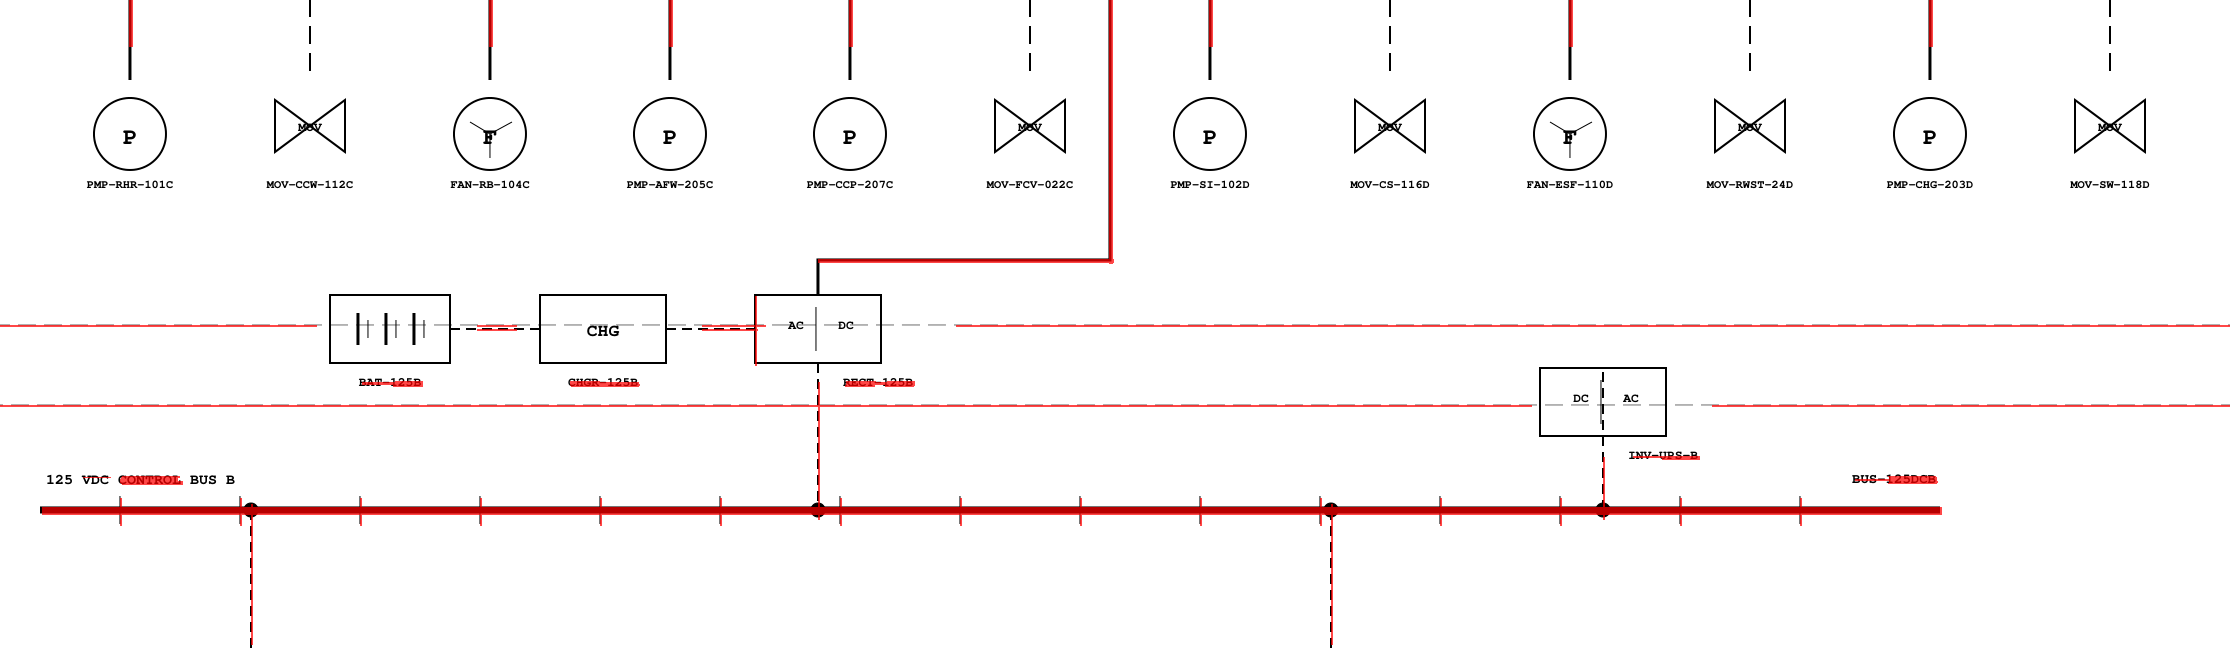 P MOV F P P MOV P MOV F MOV P MOV
PMP-RHR-101C MOV-CCW-112C FAN-RB-104C PMP-AFW-205C PMP-CCP-207C MOV-FCV-022C PMP-SI-102D MOV-CS-116D FAN-ESF-110D MOV-RWST-24D PMP-CHG-203D MOV-SW-118D
CHG AC DC
BAT-125B CHGR-125B RECT-125B
DC AC
INV-UPS-B
125 VDC CONTROL BUS B BUS-125DCB